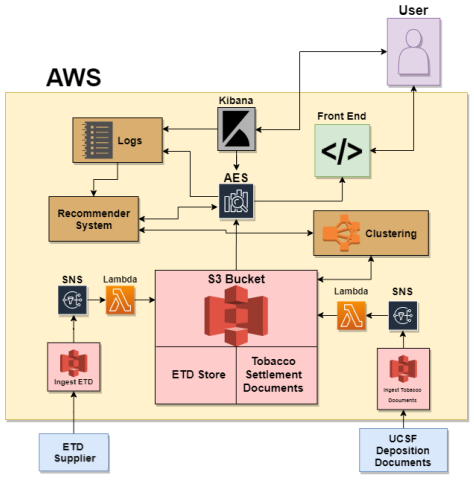 User
AWS
Kibana
Front End
Logs
</>
AES
Recommender
System
Clustering
SNS
Lambda
S3 Bucket
Lambda
SNS
Ingest ETD
ETD Store
Tobacco
Settlement
Documents
Ingest Tobacco
Documents
ETD
Supplier
UCSF
Deposition
Documents